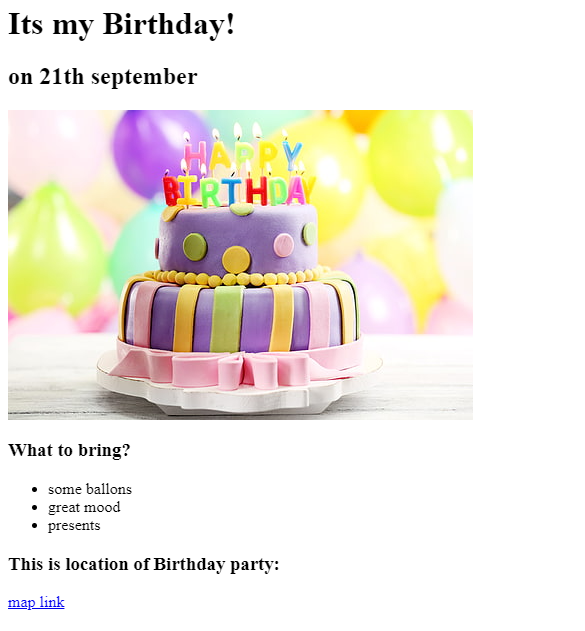 Its my Birthday!
on 21th september
HAPPY
BIRTHDAY
What to bring?
some ballons
great mood
presents
This is location of Birthday party:
map link